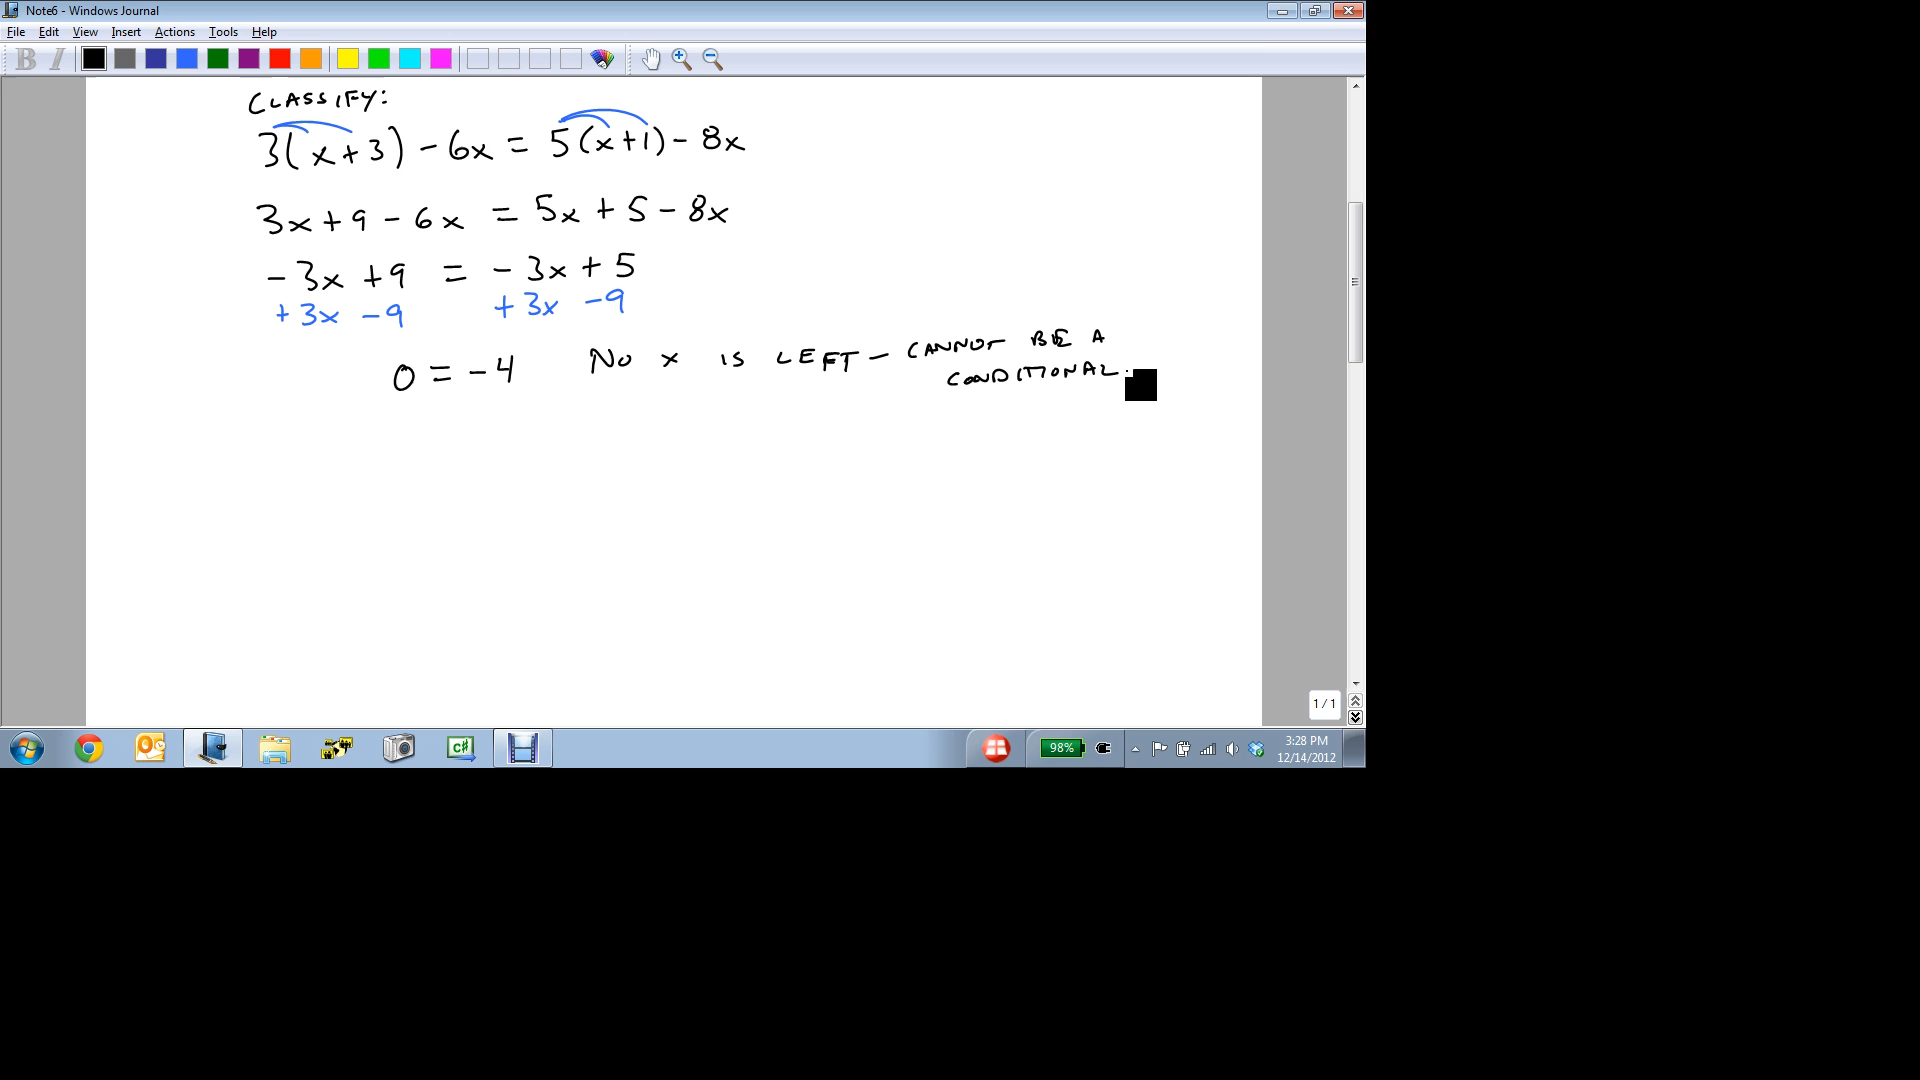 Note6 - Windows Journal
File Edit View Insert Actions Tools Help
B I
CLASSIFY:
3(x+3) - 6x = 5(x+1) - 8x
3x + 9 - 6x = 5x + 5 - 8x
-3x + 9 = -3x + 5
+3x -9 +3x -9
0 = -4 NO x IS LEFT - CANNOT BE A
CONDITIONAL.
1 / 1
C#
98%
3:28 PM
12/14/2012